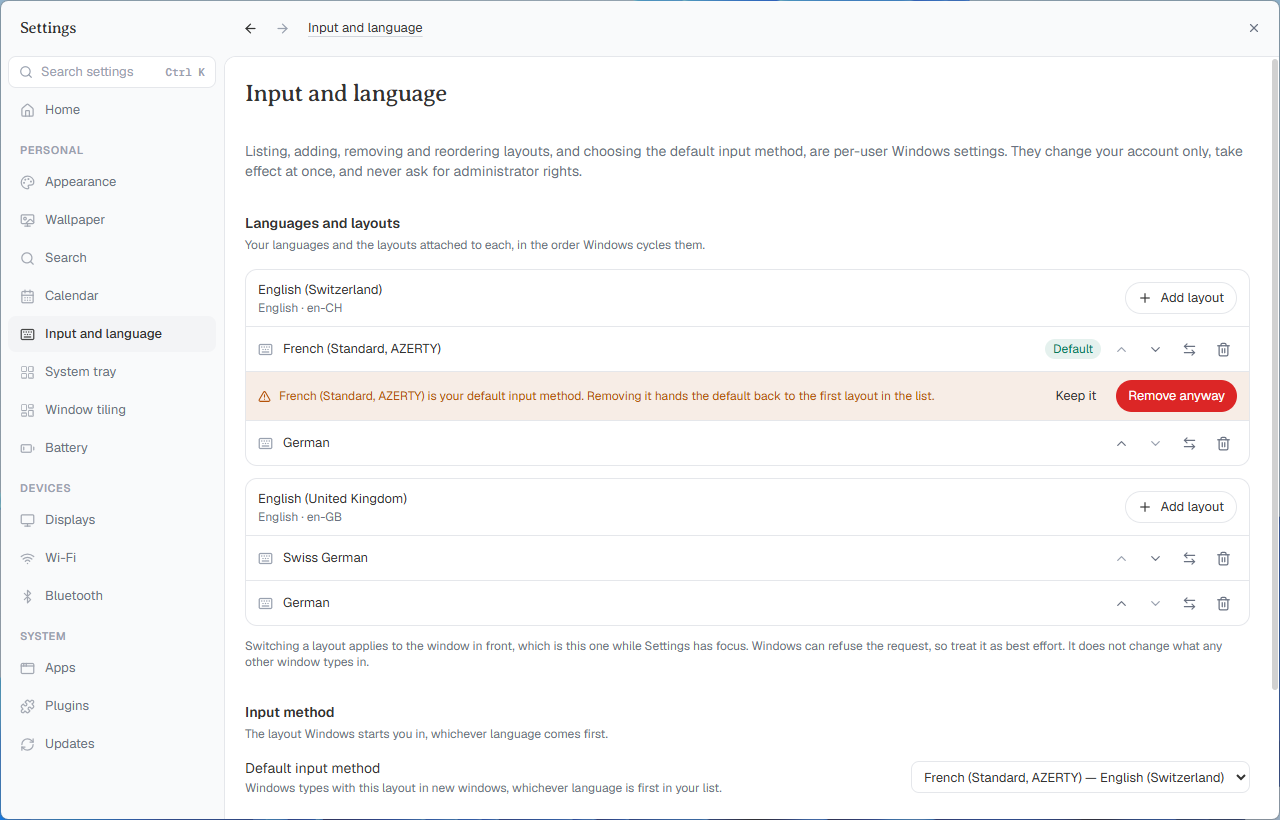 Settings
Input and language
Search settings
Ctrl K
Home
PERSONAL
Appearance
Wallpaper
Search
Calendar
Input and language
System tray
Window tiling
Battery
DEVICES
Displays
Wi-Fi
Bluetooth
SYSTEM
Apps
Plugins
Updates
Input and language
Listing, adding, removing and reordering layouts, and choosing the default input method, are per-user Windows settings. They change your account only, take
effect at once, and never ask for administrator rights.
Languages and layouts
Your languages and the layouts attached to each, in the order Windows cycles them.
English (Switzerland)
English · en-CH
Add layout
French (Standard, AZERTY)
Default
French (Standard, AZERTY) is your default input method. Removing it hands the default back to the first layout in the list.
Keep it
Remove anyway
German
English (United Kingdom)
English · en-GB
Add layout
Swiss German
German
Switching a layout applies to the window in front, which is this one while Settings has focus. Windows can refuse the request, so treat it as best effort. It does not change what any
other window types in.
Input method
The layout Windows starts you in, whichever language comes first.
Default input method
Windows types with this layout in new windows, whichever language is first in your list.
French (Standard, AZERTY) — English (Switzerland)